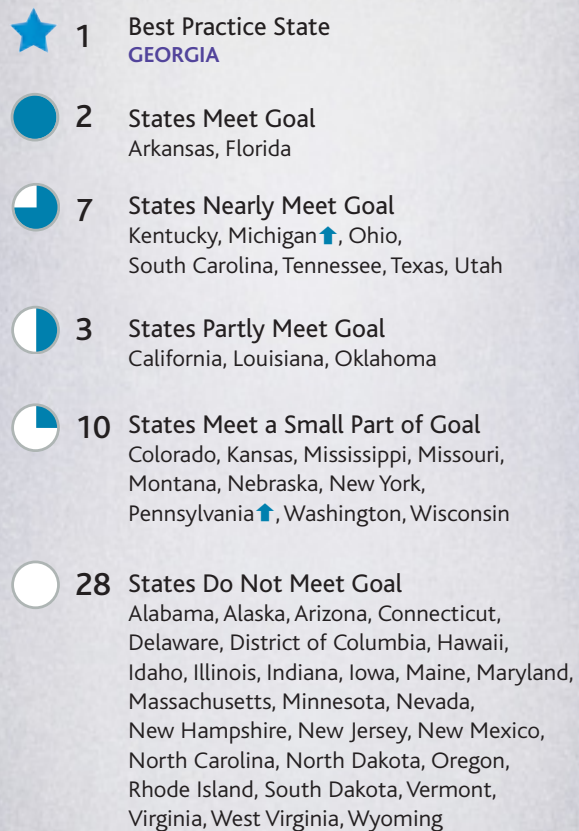 1 Best Practice State
GEORGIA
2 States Meet Goal
Arkansas, Florida
7 States Nearly Meet Goal
Kentucky, Michigan⬆, Ohio,
South Carolina, Tennessee, Texas, Utah
3 States Partly Meet Goal
California, Louisiana, Oklahoma
10 States Meet a Small Part of Goal
Colorado, Kansas, Mississippi, Missouri,
Montana, Nebraska, New York,
Pennsylvania⬆, Washington, Wisconsin
28 States Do Not Meet Goal
Alabama, Alaska, Arizona, Connecticut,
Delaware, District of Columbia, Hawaii,
Idaho, Illinois, Indiana, Iowa, Maine, Maryland,
Massachusetts, Minnesota, Nevada,
New Hampshire, New Jersey, New Mexico,
North Carolina, North Dakota, Oregon,
Rhode Island, South Dakota, Vermont,
Virginia, West Virginia, Wyoming